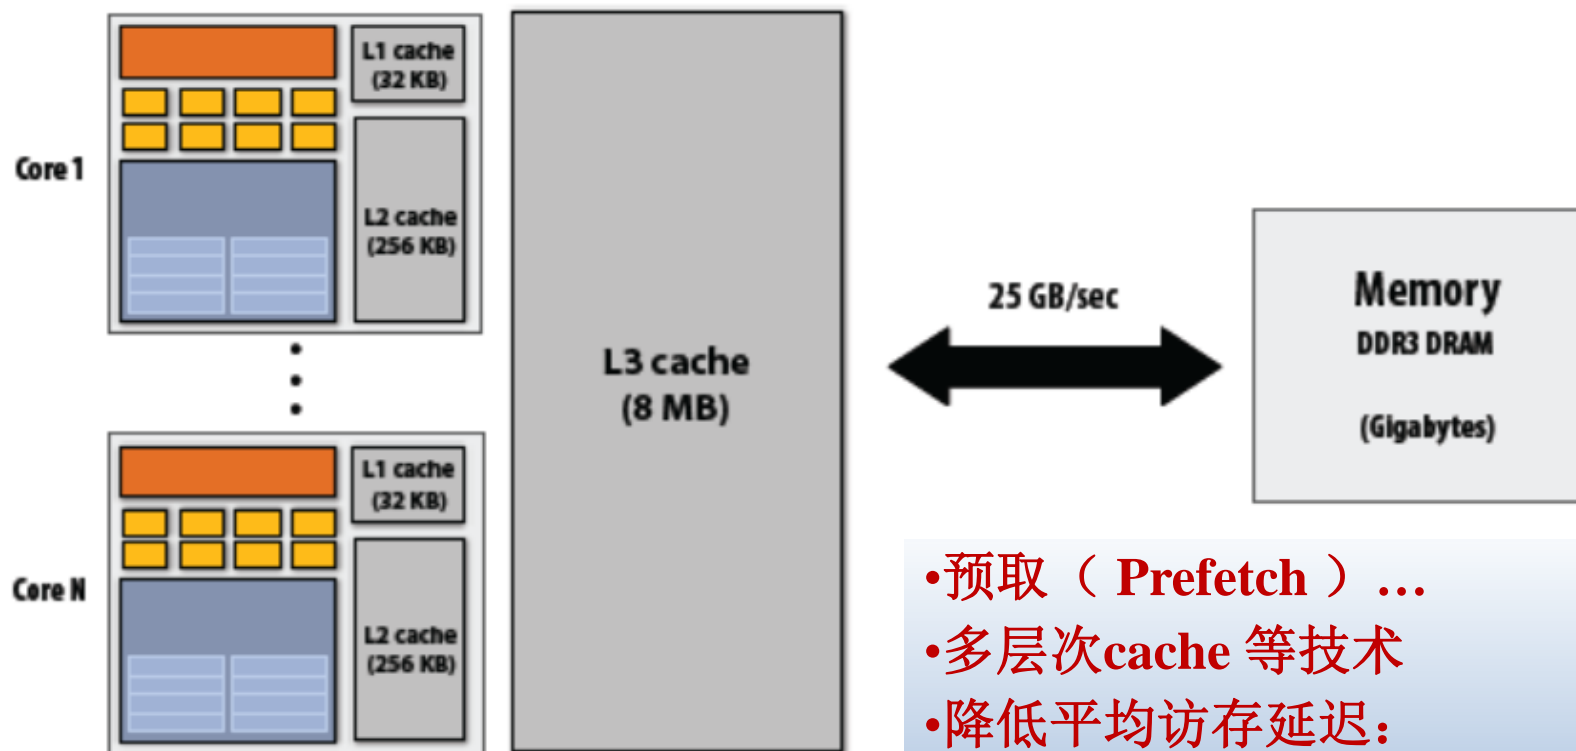 Core 1
L1 cache
(32 KB)
L2 cache
(256 KB)
Core N
L1 cache
(32 KB)
L2 cache
(256 KB)
L3 cache
(8 MB)
25 GB/sec
Memory
DDR3 DRAM
(Gigabytes)
•预取（ Prefetch ）…
•多层次cache 等技术
•降低平均访存延迟：